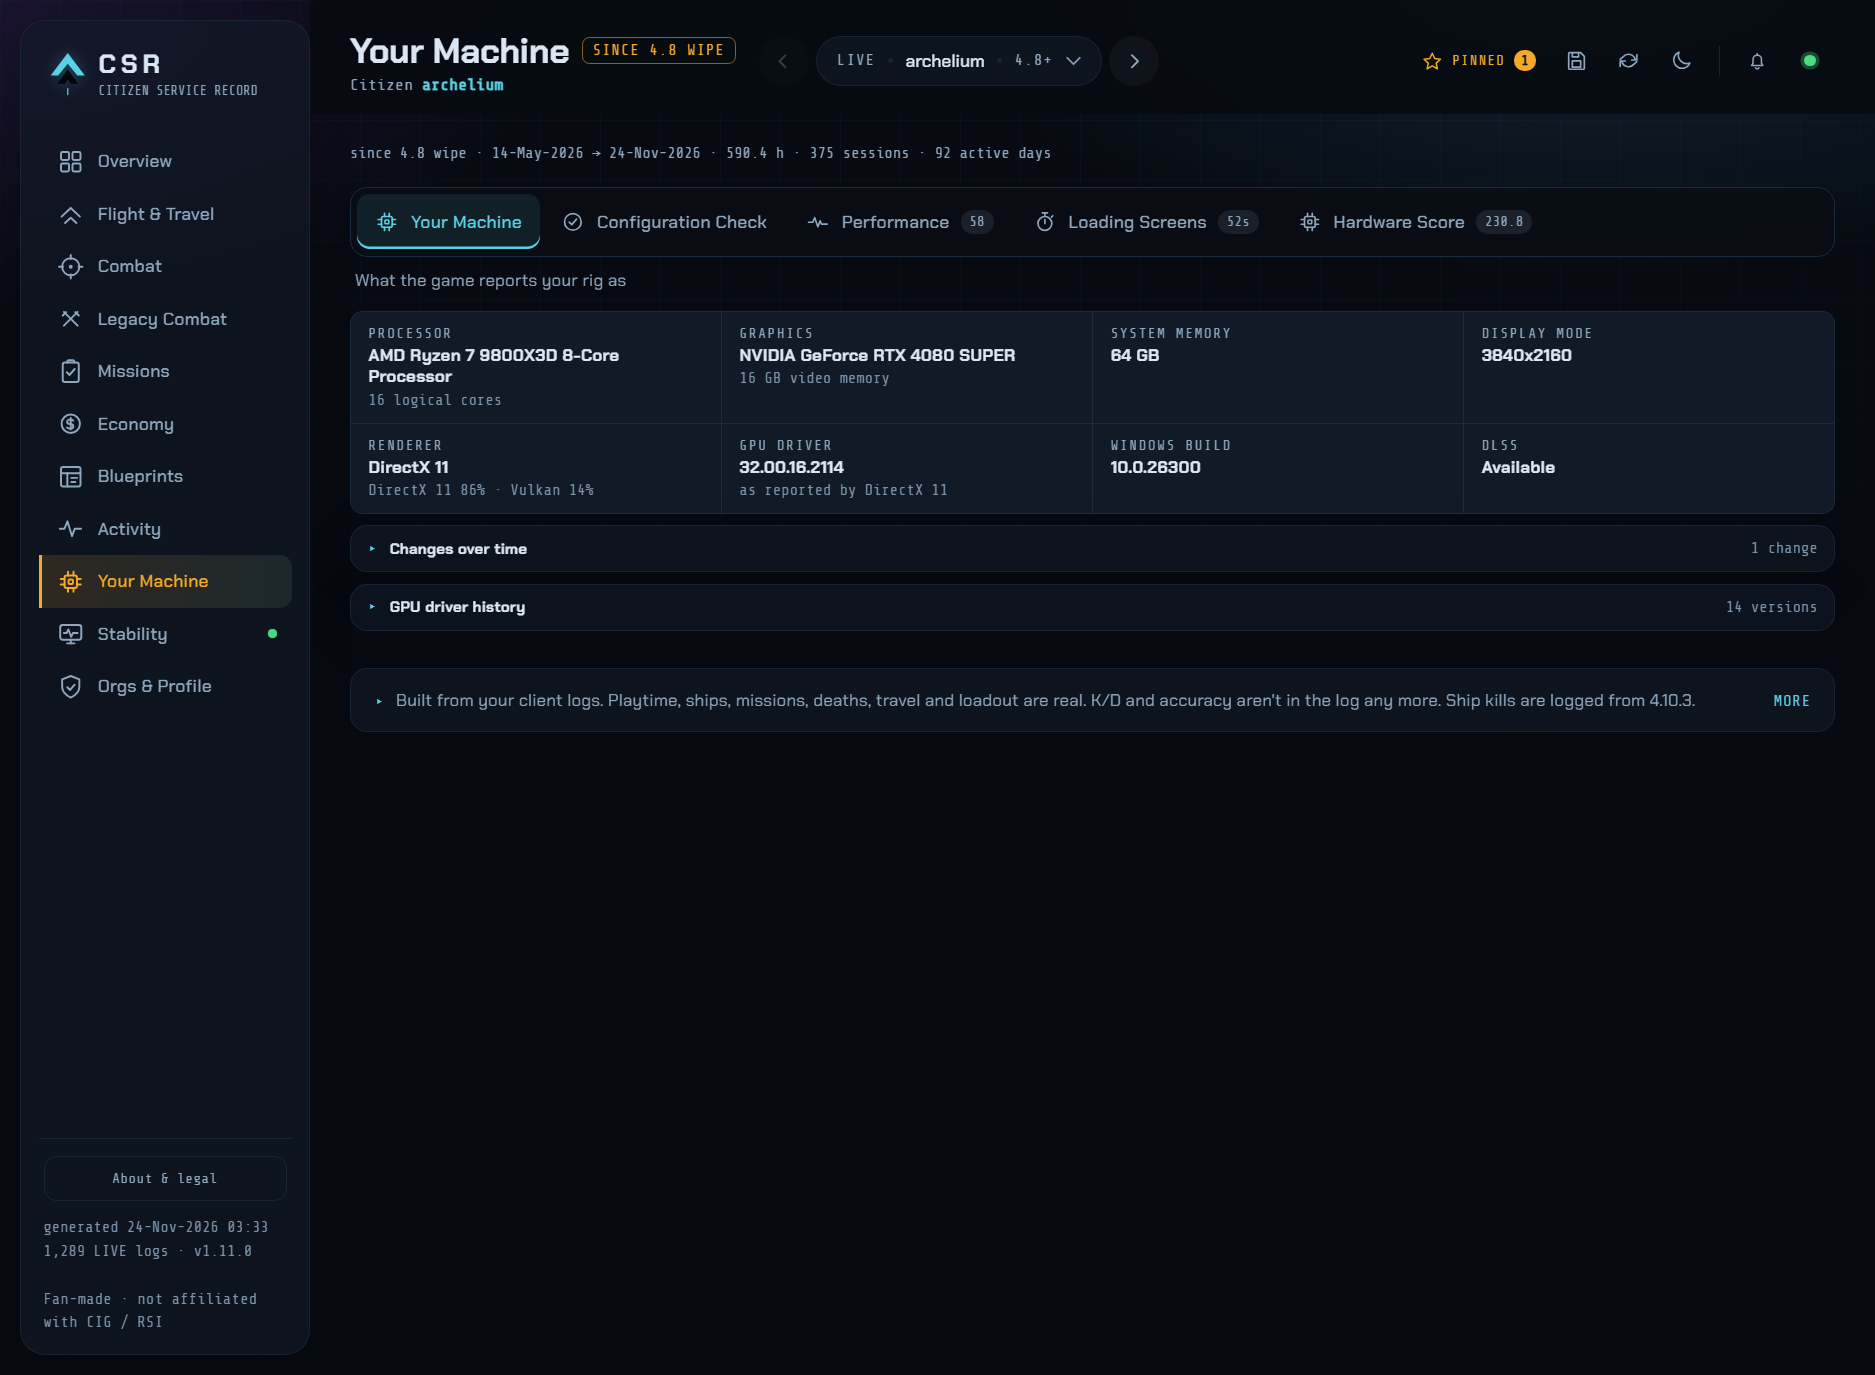 CSR
CITIZEN SERVICE RECORD
Overview
Flight & Travel
Combat
Legacy Combat
Missions
Economy
Blueprints
Activity
Your Machine
Stability
Orgs & Profile
About & legal
generated 24-Nov-2026 03:33
1,289 LIVE logs · v1.11.0
Fan-made · not affiliated
with CIG / RSI
Your Machine SINCE 4.8 WIPE
Citizen archelium
LIVE · archelium · 4.8+
PINNED 1
since 4.8 wipe · 14-May-2026 → 24-Nov-2026 · 590.4 h · 375 sessions · 92 active days
Your Machine Configuration Check Performance 58 Loading Screens 52s Hardware Score 230.8
What the game reports your rig as
PROCESSOR
AMD Ryzen 7 9800X3D 8-Core
Processor
16 logical cores
GRAPHICS
NVIDIA GeForce RTX 4080 SUPER
16 GB video memory
SYSTEM MEMORY
64 GB
DISPLAY MODE
3840x2160
RENDERER
DirectX 11
DirectX 11 86% · Vulkan 14%
GPU DRIVER
32.00.16.2114
as reported by DirectX 11
WINDOWS BUILD
10.0.26300
DLSS
Available
Changes over time 1 change
GPU driver history 14 versions
Built from your client logs. Playtime, ships, missions, deaths, travel and loadout are real. K/D and accuracy aren't in the log any more. Ship kills are logged from 4.10.3. MORE